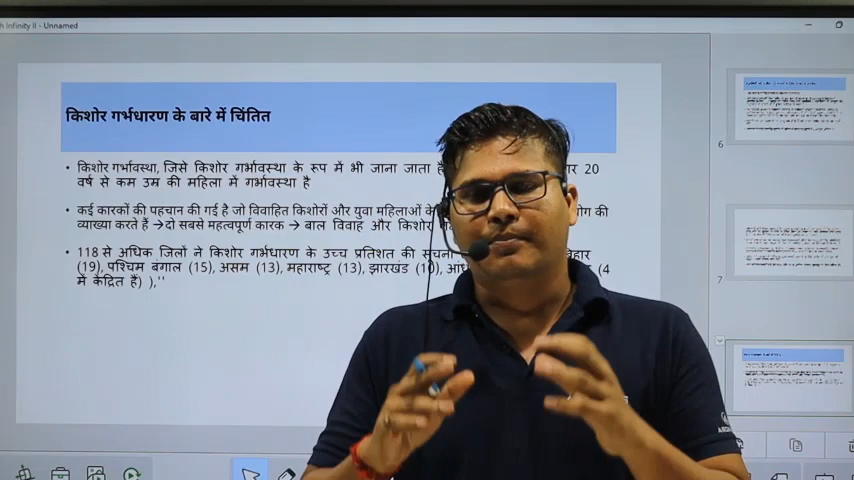 h Infinity II - Unnamed
किशोर गर्भधारण के बारे में चिंतित
• किशोर गर्भावस्था, जिसे किशोर गर्भावस्था के रूप में भी जाना जाता है 20
वर्ष से कम उम्र की महिला में गर्भावस्था है
• कई कारकों की पहचान की गई है जो विवाहित किशोरों और युवा महिलाओं के की
व्याख्या करते हैं →दो सबसे महत्वपूर्ण कारक → बाल विवाह और किशोर
• 118 से अधिक जिलों ने किशोर गर्भधारण के उच्च प्रतिशत की सूचना बिहार
(19), पश्चिम बंगाल (15), असम (13), महाराष्ट्र (13), झारखंड (10), (4
में केंद्रित हैं) ),''
6
7